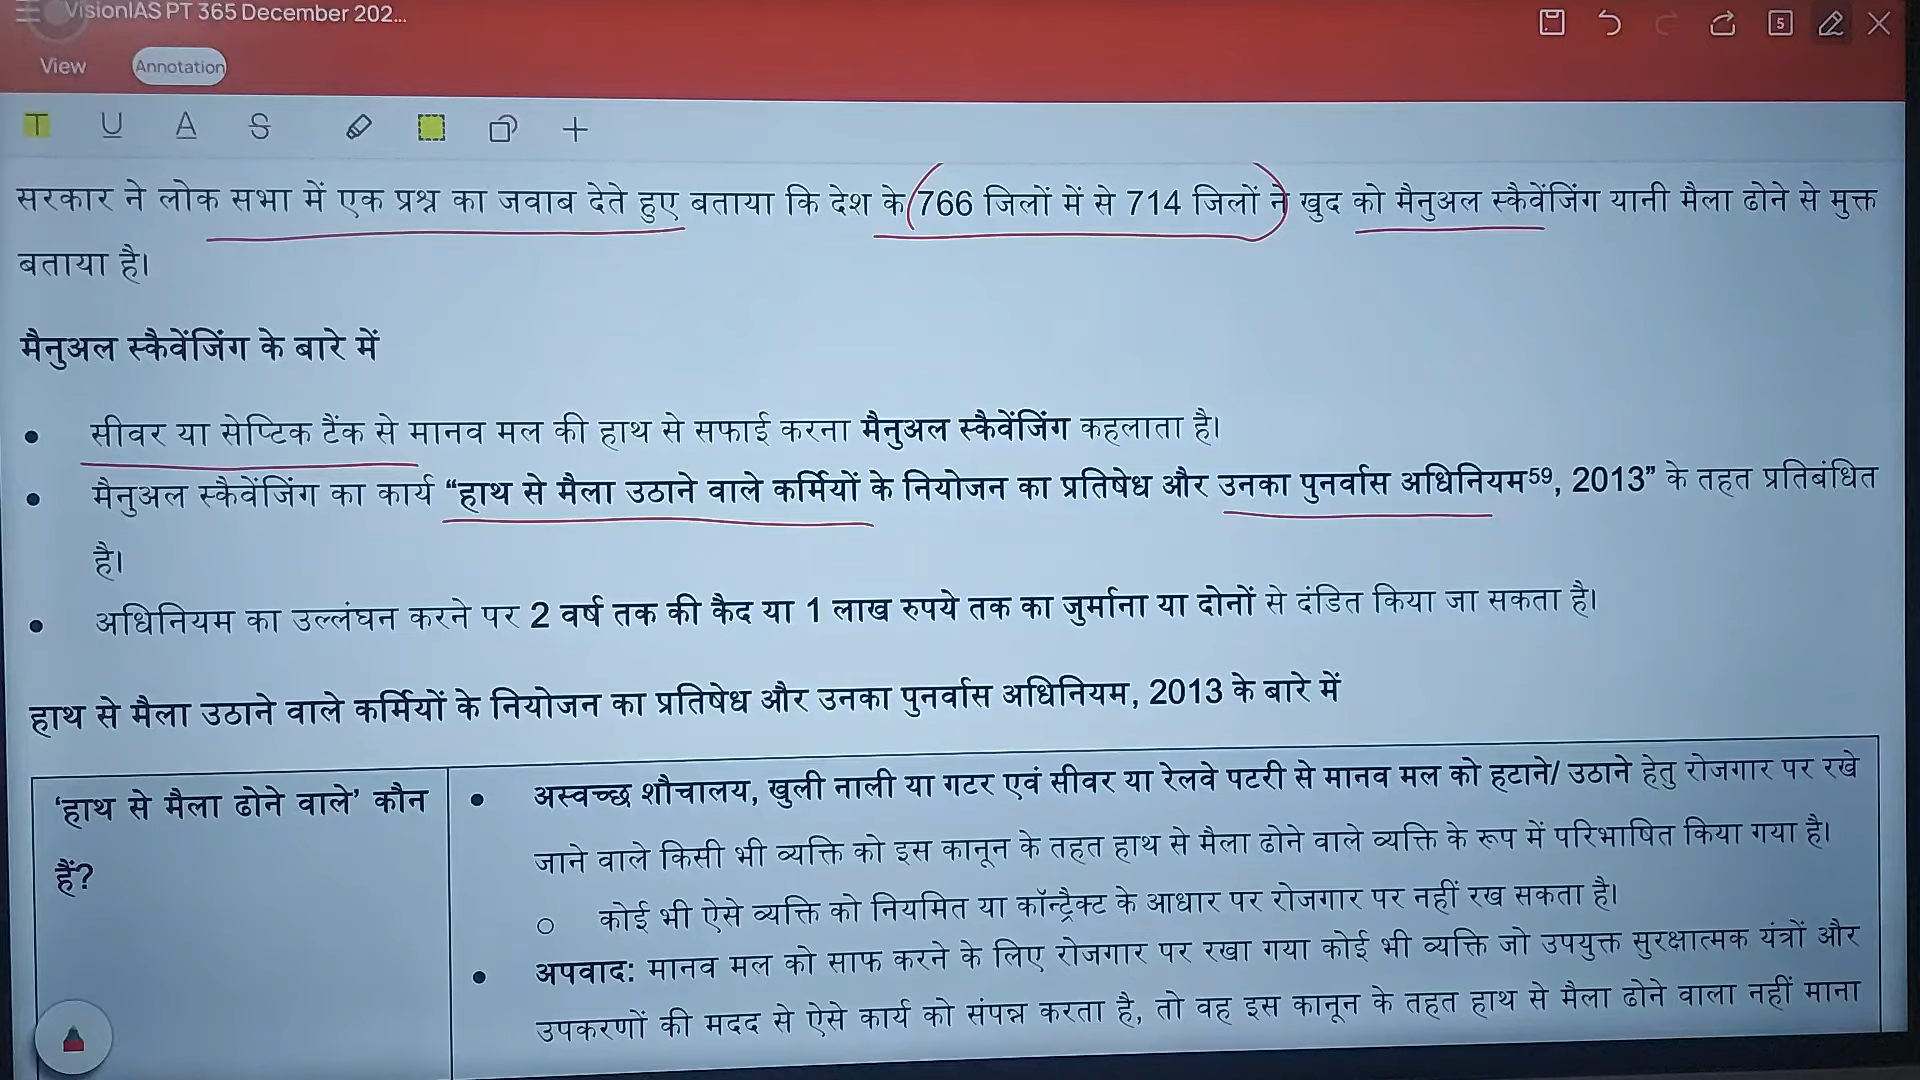 VisionIAS PT 365 December 202...
View
Annotation
5
T U A S
सरकार ने लोक सभा में एक प्रश्न का जवाब देते हुए बताया कि देश के 766 जिलों में से 714 जिलों ने खुद को मैनुअल स्कैवेंजिंग यानी मैला ढोने से मुक्त
बताया है।
मैनुअल स्कैवेंजिंग के बारे में
● सीवर या सेप्टिक टैंक से मानव मल की हाथ से सफाई करना मैनुअल स्कैवेंजिंग कहलाता है।
● मैनुअल स्कैवेंजिंग का कार्य “हाथ से मैला उठाने वाले कर्मियों के नियोजन का प्रतिषेध और उनका पुनर्वास अधिनियम59, 2013” के तहत प्रतिबंधित
है।
● अधिनियम का उल्लंघन करने पर 2 वर्ष तक की कैद या 1 लाख रुपये तक का जुर्माना या दोनों से दंडित किया जा सकता है।
हाथ से मैला उठाने वाले कर्मियों के नियोजन का प्रतिषेध और उनका पुनर्वास अधिनियम, 2013 के बारे में
‘हाथ से मैला ढोने वाले’ कौन
हैं?
● अस्वच्छ शौचालय, खुली नाली या गटर एवं सीवर या रेलवे पटरी से मानव मल को हटाने/ उठाने हेतु रोजगार पर रखे
जाने वाले किसी भी व्यक्ति को इस कानून के तहत हाथ से मैला ढोने वाले व्यक्ति के रूप में परिभाषित किया गया है।
○ कोई भी ऐसे व्यक्ति को नियमित या कॉन्ट्रैक्ट के आधार पर रोजगार पर नहीं रख सकता है।
● अपवाद: मानव मल को साफ करने के लिए रोजगार पर रखा गया कोई भी व्यक्ति जो उपयुक्त सुरक्षात्मक यंत्रों और
उपकरणों की मदद से ऐसे कार्य को संपन्न करता है, तो वह इस कानून के तहत हाथ से मैला ढोने वाला नहीं माना